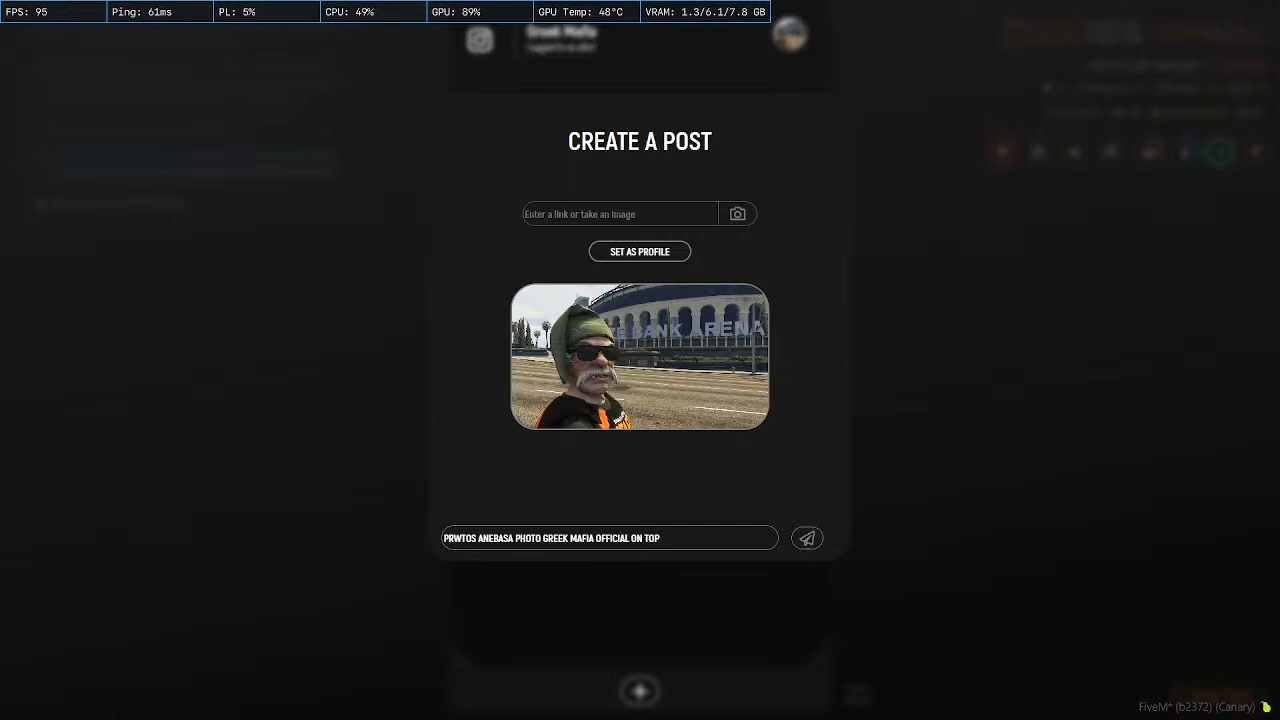 FPS: 95
Ping: 61ms
PL: 5%
CPU: 49%
GPU: 89%
GPU Temp: 48°C
VRAM: 1.3/6.1/7.8 GB
Greek Mafia
CREATE A POST
Enter a link or take an image
SET AS PROFILE
BANK ARENA
PRWTOS ANEBASA PHOTO GREEK MAFIA OFFICIAL ON TOP
FiveM* (b2372) (Canary)